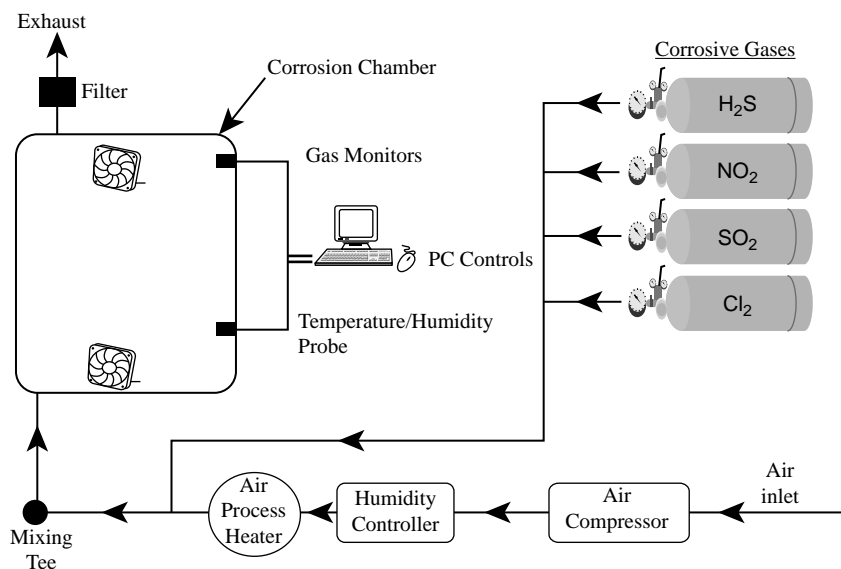 Exhaust
Corrosive Gases
Corrosion Chamber
Filter
H₂S
Gas Monitors
NO₂
SO₂
PC Controls
Cl₂
Temperature/Humidity
Probe
Air
inlet
Air
Compressor
Humidity
Controller
Air
Process
Heater
Mixing
Tee